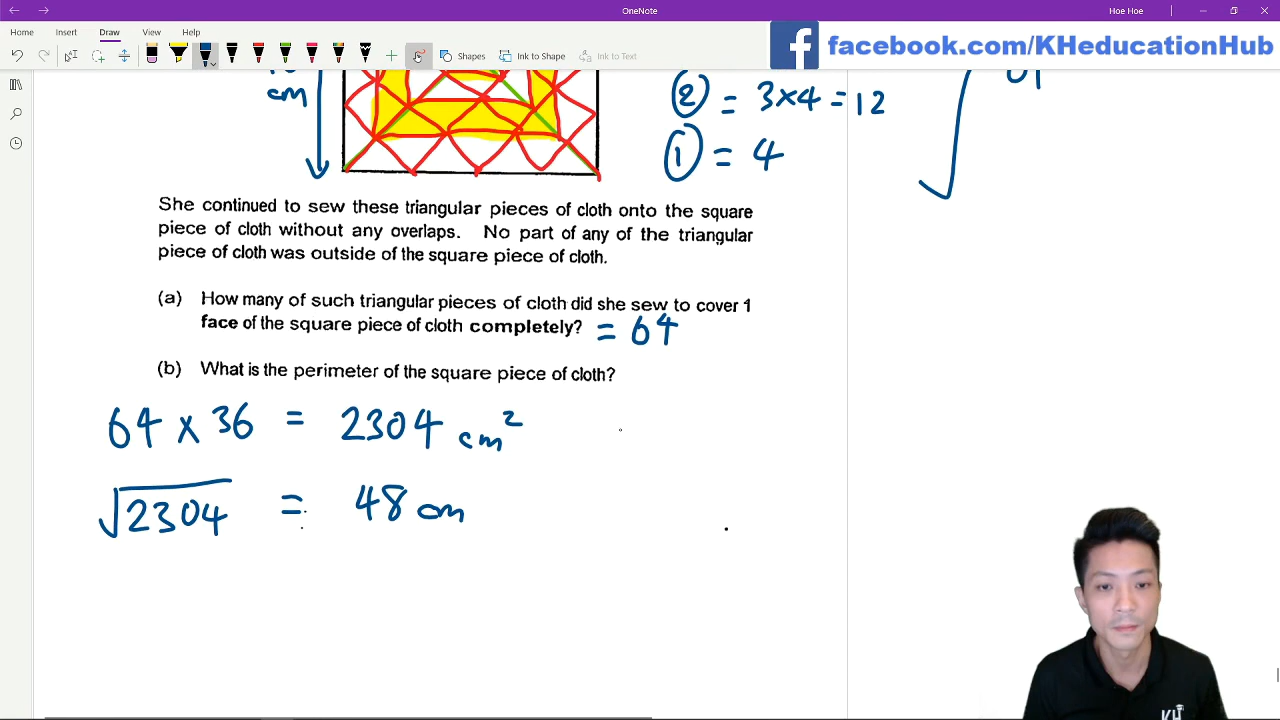 OneNote
Hoe Hoe
Home Insert Draw View Help
Shapes Ink to Shape Ink to Text
facebook.com/KHeducationHub
cm
② = 3×4 = 12
① = 4
She continued to sew these triangular pieces of cloth onto the square
piece of cloth without any overlaps. No part of any of the triangular
piece of cloth was outside of the square piece of cloth.
(a) How many of such triangular pieces of cloth did she sew to cover 1
face of the square piece of cloth completely? = 64
(b) What is the perimeter of the square piece of cloth?
64 × 36 = 2304 cm²
√2304 = 48 cm
KH